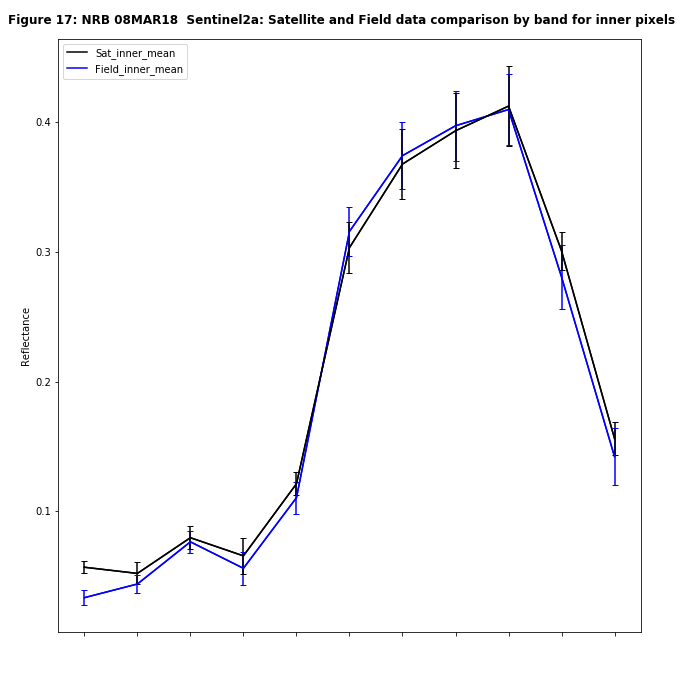 Figure 17: NRB 08MAR18  Sentinel2a: Satellite and Field data comparison by band for inner pixels
Sat_inner_mean
Field_inner_mean
0.4
0.3
0.2
0.1
Reflectance